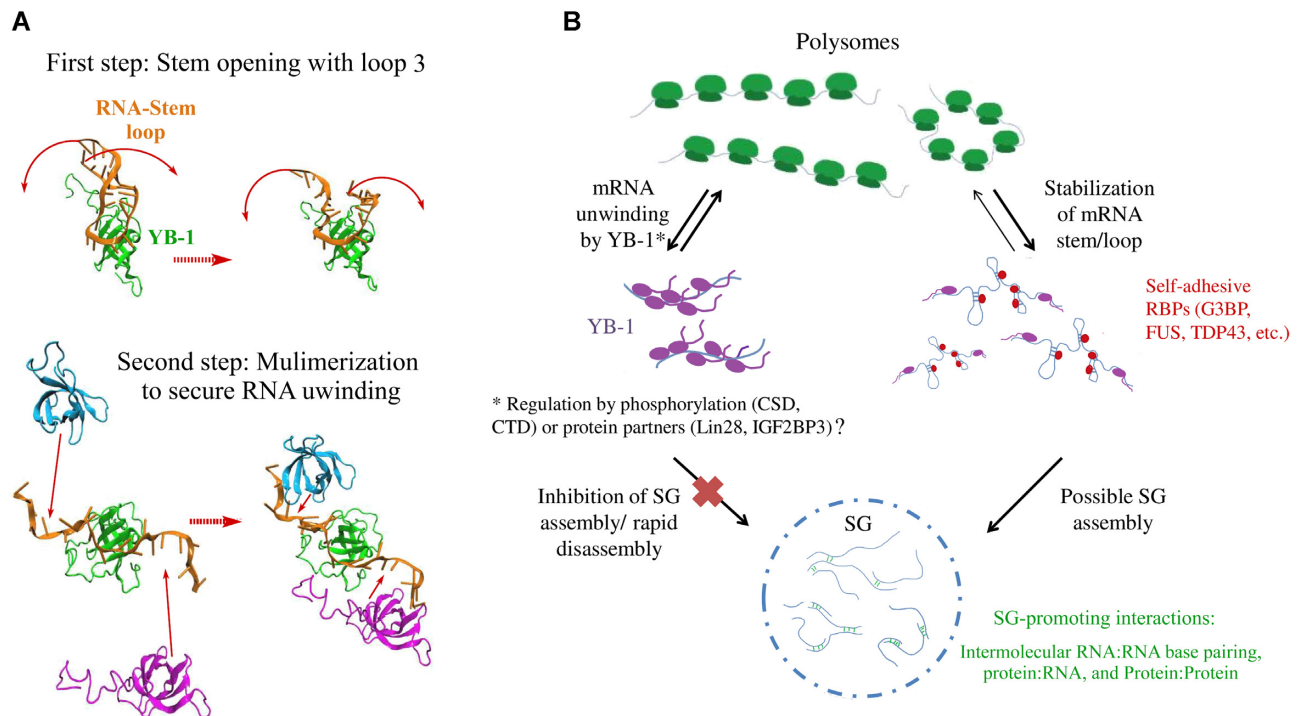 A
First step: Stem opening with loop 3
RNA-Stem
loop
YB-1
Second step: Mulimerization
to secure RNA uwinding
B
Polysomes
mRNA
unwinding
by YB-1*
Stabilization
of mRNA
stem/loop
YB-1
Self-adhesive
RBPs (G3BP,
FUS, TDP43, etc.)
* Regulation by phosphorylation (CSD,
CTD) or protein partners (Lin28, IGF2BP3) ?
Inhibition of SG
assembly/ rapid
disassembly
SG
Possible SG
assembly
SG-promoting interactions:
Intermolecular RNA:RNA base pairing,
protein:RNA, and Protein:Protein